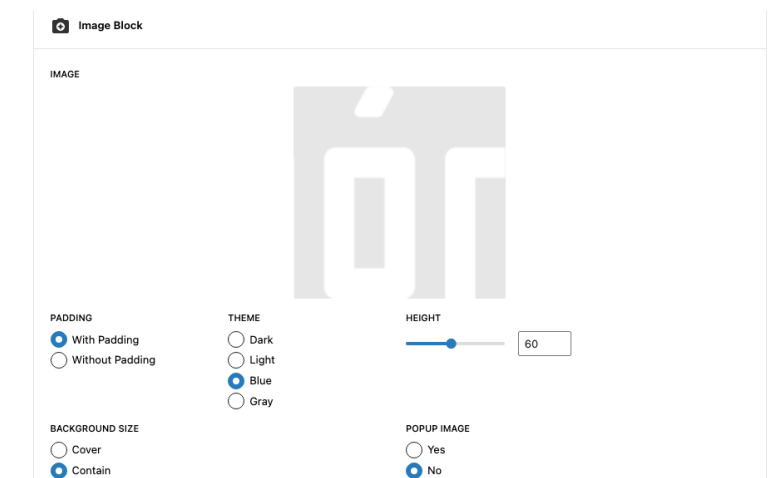 Image Block
IMAGE
ón
PADDING
With Padding
Without Padding
THEME
Dark
Light
Blue
Gray
HEIGHT
60
BACKGROUND SIZE
Cover
Contain
POPUP IMAGE
Yes
No